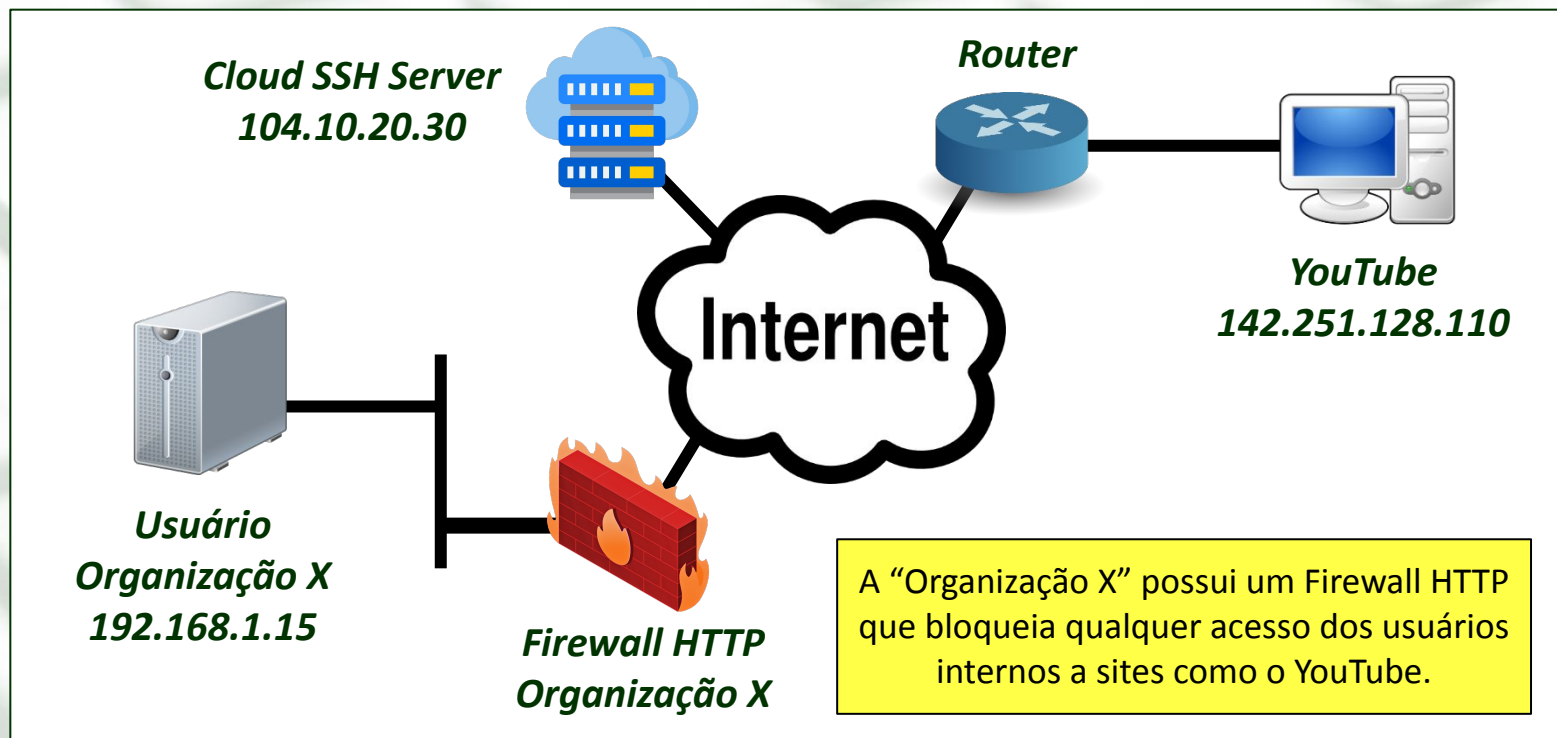 Cloud SSH Server
104.10.20.30
Router
YouTube
142.251.128.110
Internet
Usuário
Organização X
192.168.1.15
Firewall HTTP
Organização X
A “Organização X” possui um Firewall HTTP
que bloqueia qualquer acesso dos usuários
internos a sites como o YouTube.